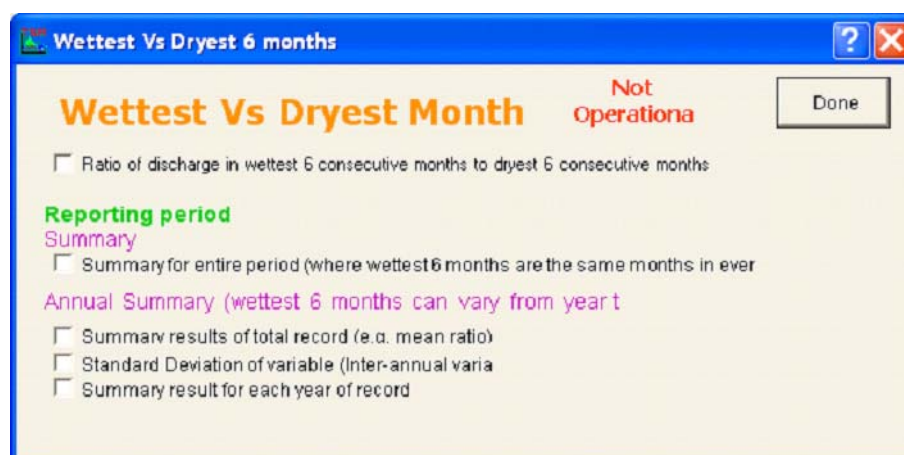 Wettest Vs Dryest 6 months
Wettest Vs Dryest Month
Not
Operationa
Done
Ratio of discharge in wettest 6 consecutive months to dryest 6 consecutive months
Reporting period
Summary
Summary for entire period (where wettest 6 months are the same months in ever
Annual Summary (wettest 6 months can vary from year t
Summary results of total record (e.g. mean ratio)
Standard Deviation of variable (Inter-annual varia
Summary result for each year of record